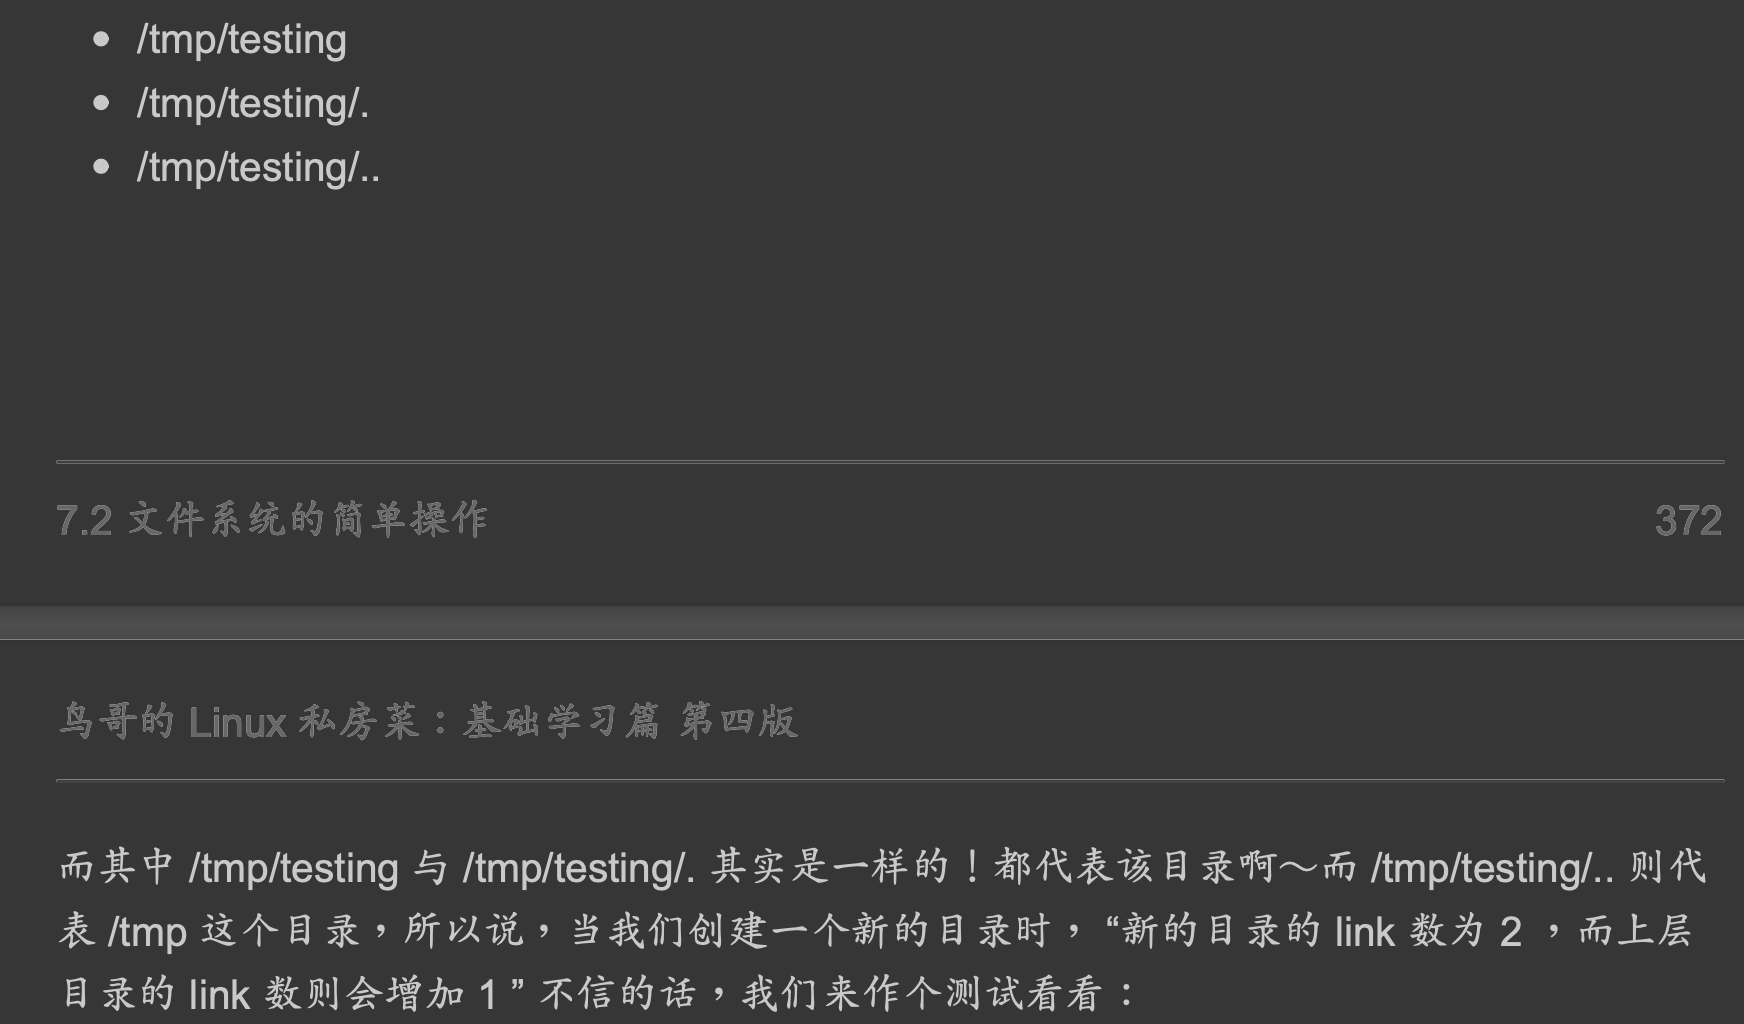 • /tmp/testing
• /tmp/testing/.
• /tmp/testing/..
7.2 文件系统的简单操作 372
鸟哥的 Linux 私房菜：基础学习篇 第四版
而其中 /tmp/testing 与 /tmp/testing/. 其实是一样的！都代表该目录啊～而 /tmp/testing/.. 则代
表 /tmp 这个目录，所以说，当我们创建一个新的目录时， “新的目录的 link 数为 2 ，而上层
目录的 link 数则会增加 1 ” 不信的话，我们来作个测试看看：